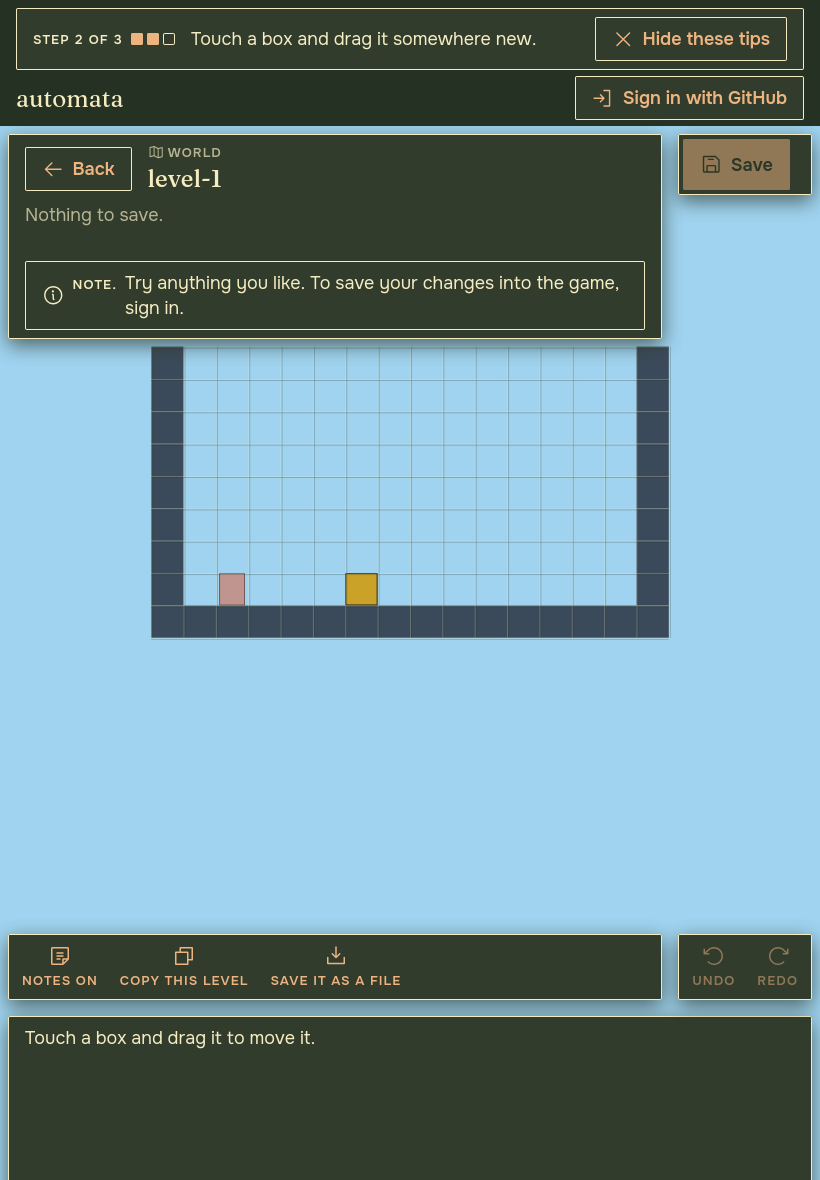 STEP 2 OF 3
Touch a box and drag it somewhere new.
Hide these tips
automata
Sign in with GitHub
Back
WORLD
level-1
Save
Nothing to save.
NOTE. Try anything you like. To save your changes into the game,
sign in.
NOTES ON
COPY THIS LEVEL
SAVE IT AS A FILE
UNDO
REDO
Touch a box and drag it to move it.